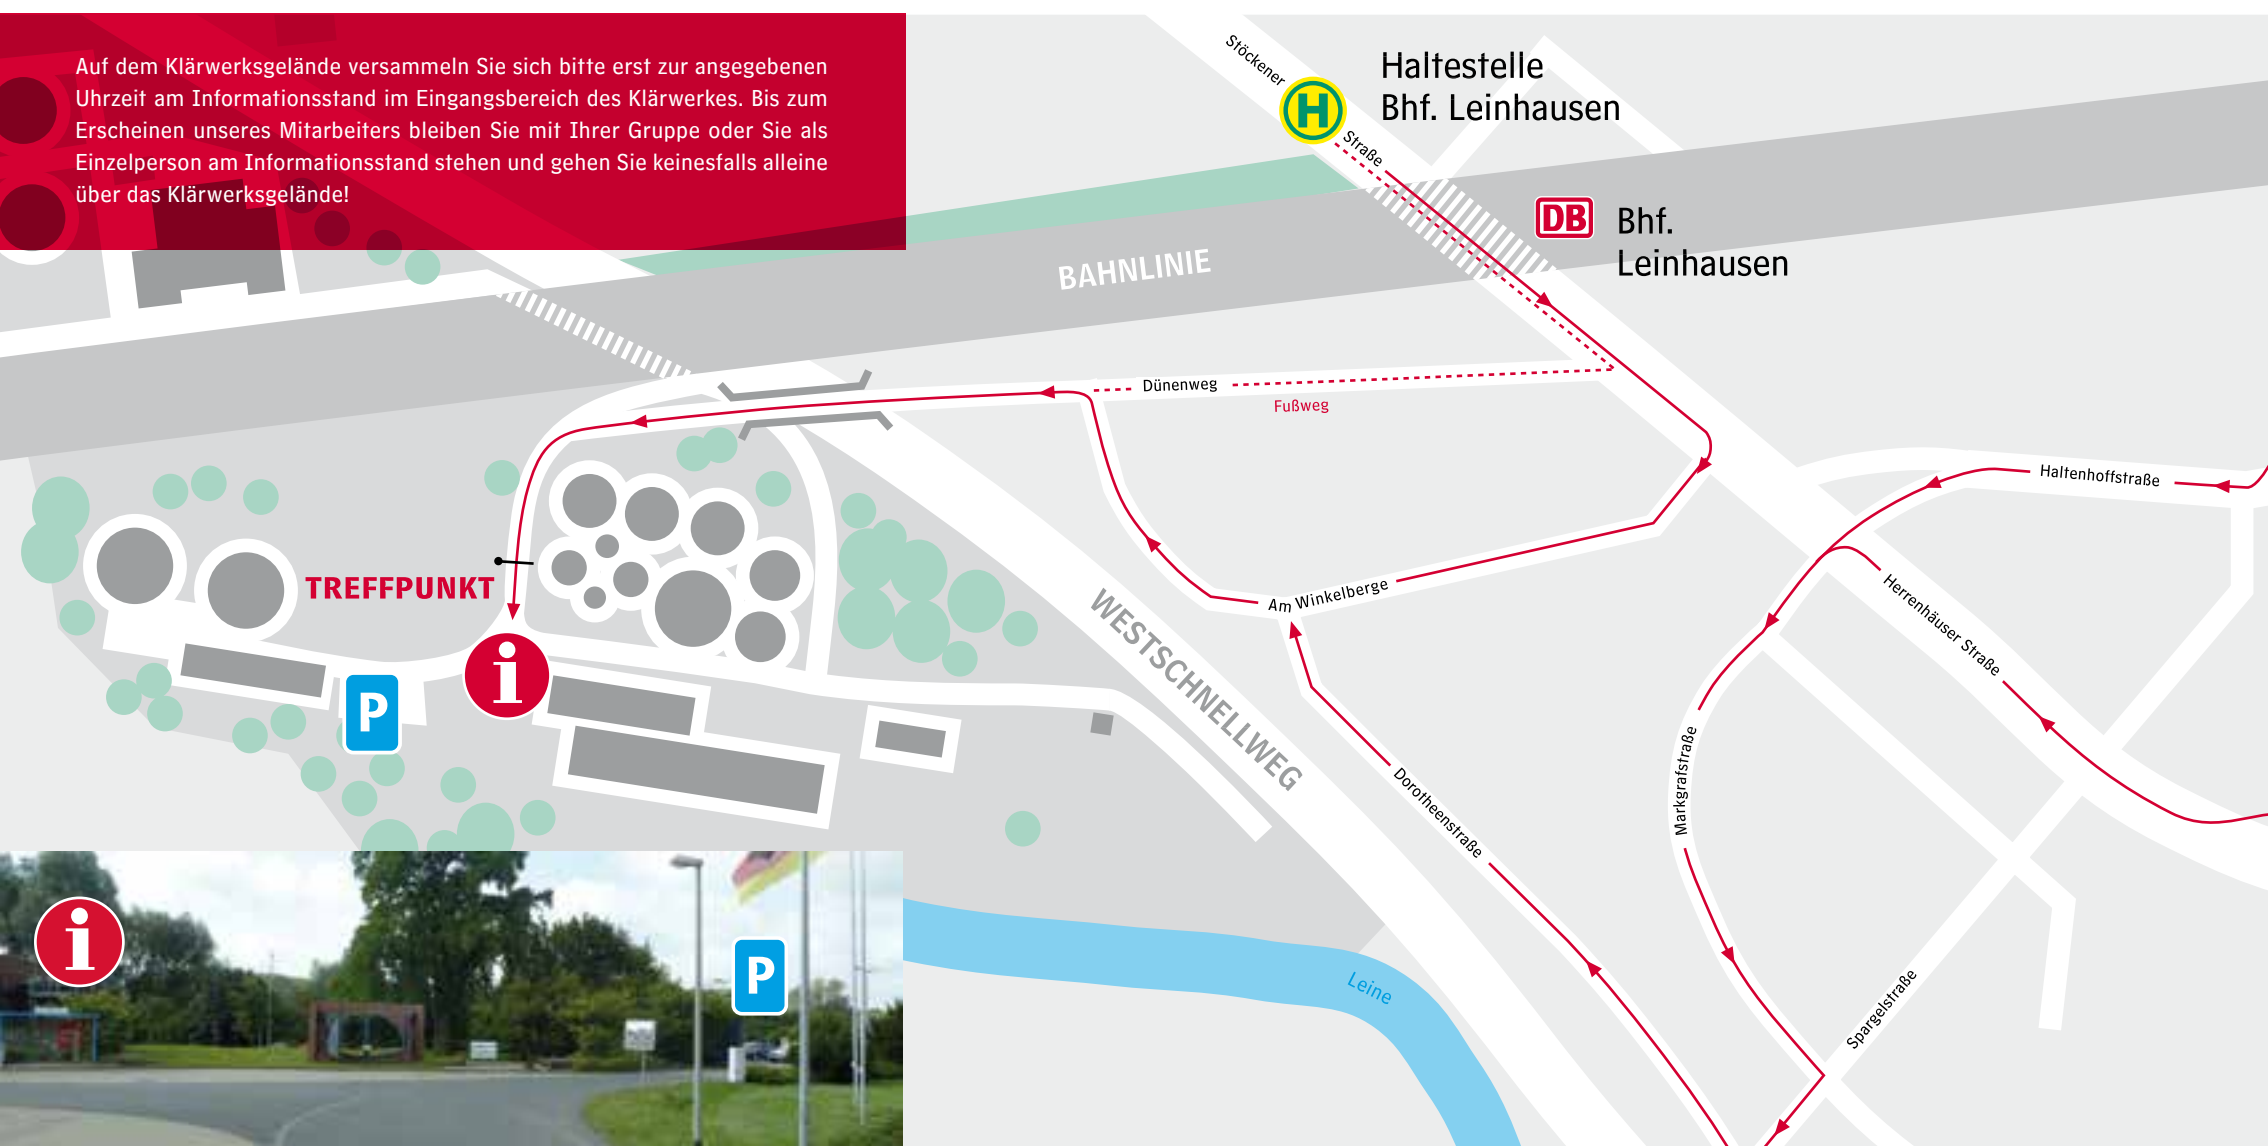 Auf dem Klärwerksgelände versammeln Sie sich bitte erst zur angegebenen
Uhrzeit am Informationsstand im Eingangsbereich des Klärwerkes. Bis zum
Erscheinen unseres Mitarbeiters bleiben Sie mit Ihrer Gruppe oder Sie als
Einzelperson am Informationsstand stehen und gehen Sie keinesfalls alleine
über das Klärwerksgelände!
Stöckener
H
Straße
Haltestelle
Bhf. Leinhausen
DB
Bhf.
Leinhausen
BAHNLINIE
Dünenweg
Fußweg
Haltenhoffstraße
TREFFPUNKT
i
P
Am Winkelberge
WESTSCHNELLWEG
Herrenhäuser Straße
Dorotheenstraße
Markgrafstraße
Spargelstraße
Leine
i
P